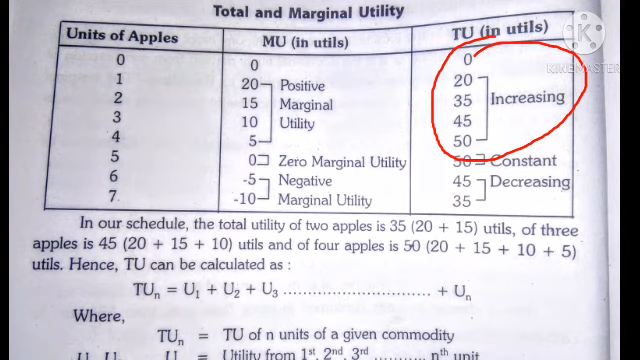 Total and Marginal Utility
Units of Apples MU (in utils) TU (in utils)
0 0 0
1 20 Positive 20
2 15 Marginal 35 Increasing
3 10 Utility 45
4 5 50
5 0 Zero Marginal Utility 50 Constant
6 -5 Negative 45 Decreasing
7 -10 Marginal Utility 35
In our schedule, the total utility of two apples is 35 (20 + 15) utils, of three
apples is 45 (20 + 15 + 10) utils and of four apples is 50 (20 + 15 + 10 + 5)
utils. Hence, TU can be calculated as :
TUn = U1 + U2 + U3 .......................................... + Un
Where,
TUn = TU of n units of a given commodity
= Utility from 1st, 2nd, 3rd .......... nth unit
KINEMASTER